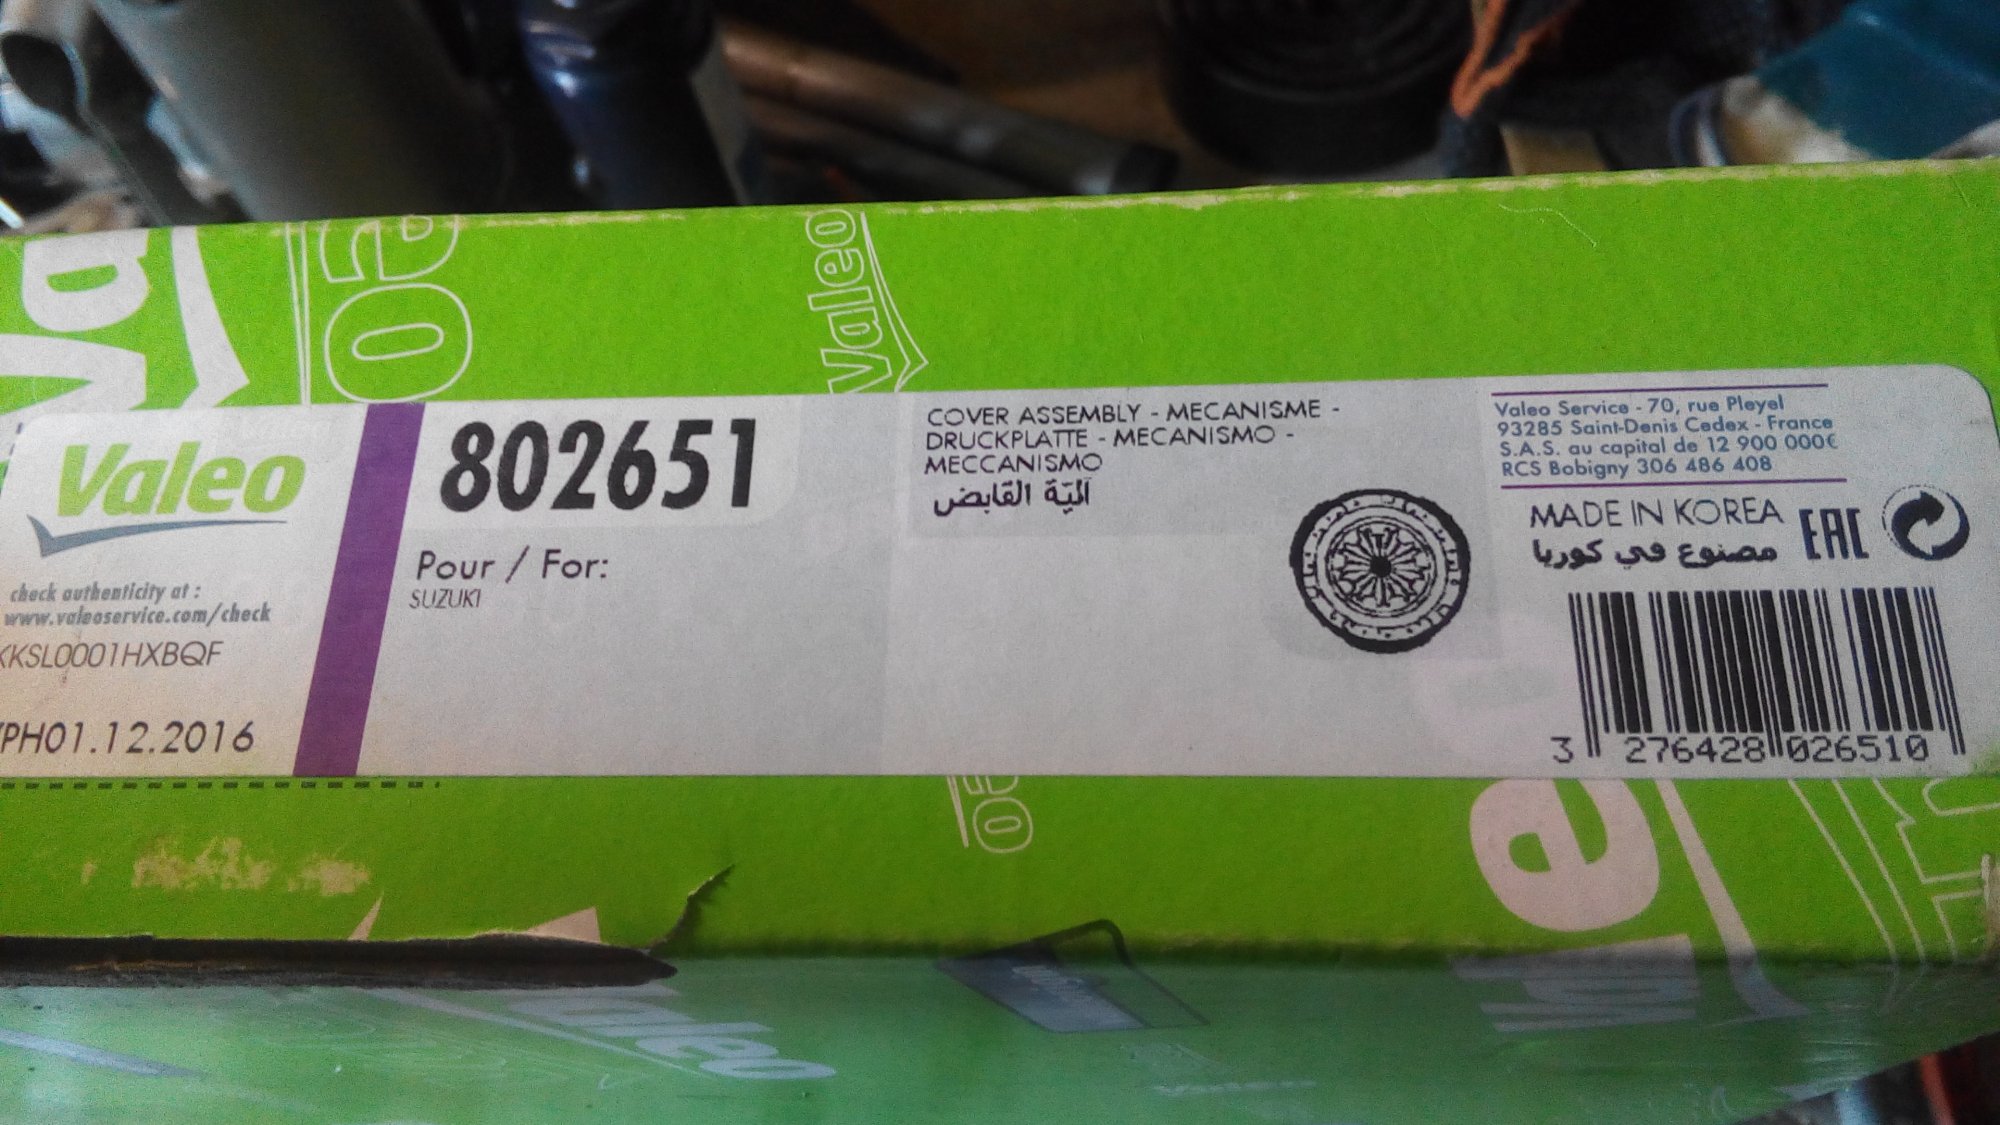 Valeo
Valeo
check authenticity at :
www.valeoservice.com/check
KKSL0001HXBQF
PH01.12.2016
802651
Pour / For:
SUZUKI
COVER ASSEMBLY - MECANISME -
DRUCKPLATTE - MECANISMO -
MECCANISMO
آليّة القابض
Valeo Service - 70, rue Pleyel
93285 Saint-Denis Cedex - France
S.A.S. au capital de 12 900 000€
RCS Bobigny 306 486 408
MADE IN KOREA
مصنوع في كوريا
EAC
3 276428 026510